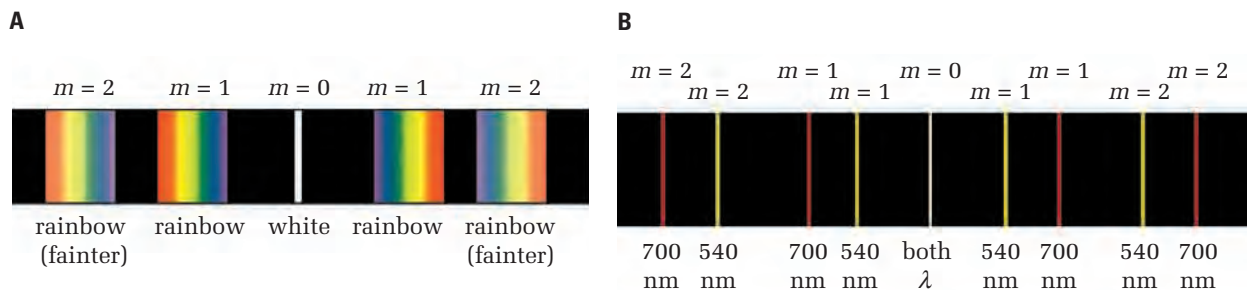 A
m = 2 m = 1 m = 0 m = 1 m = 2
rainbow rainbow white rainbow rainbow
(fainter) (fainter)
B
m = 2 m = 1 m = 0 m = 1 m = 2
m = 2 m = 1 m = 1 m = 2
700 540 700 540 both 540 700 540 700
nm nm nm nm λ nm nm nm nm